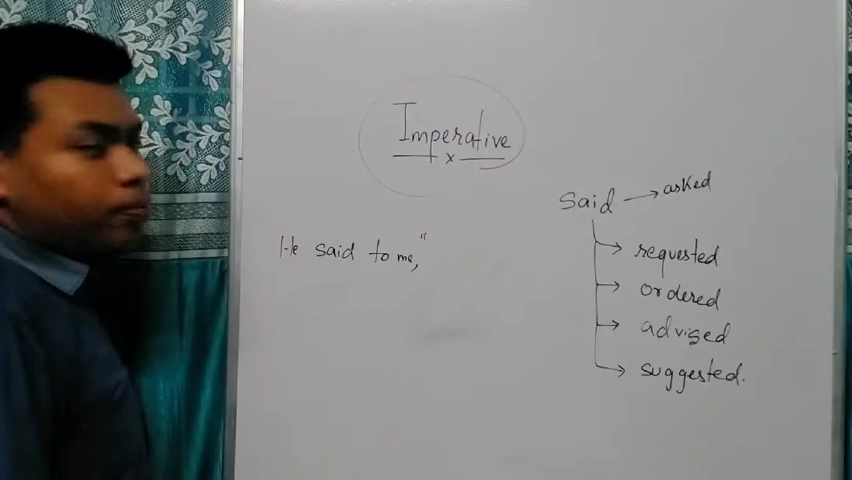 Imperative
x
Said → asked
He said to me, "
→ requested
→ ordered
→ advised
→ suggested.